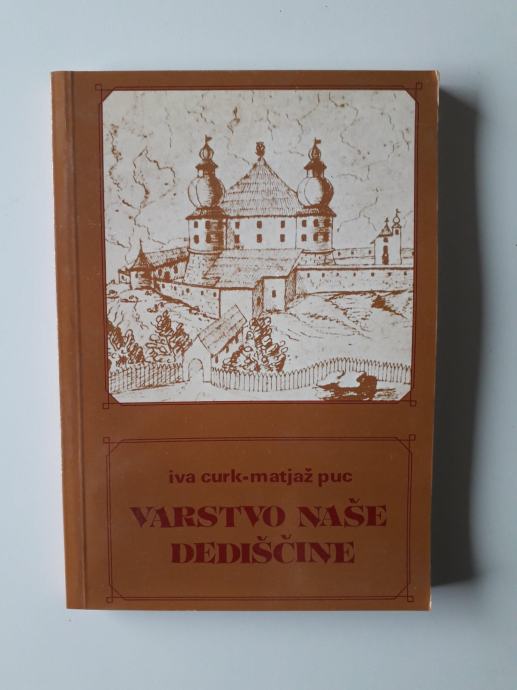 iva curk•matjaž puc
VARSTVO NAŠE
DEDIŠČINE